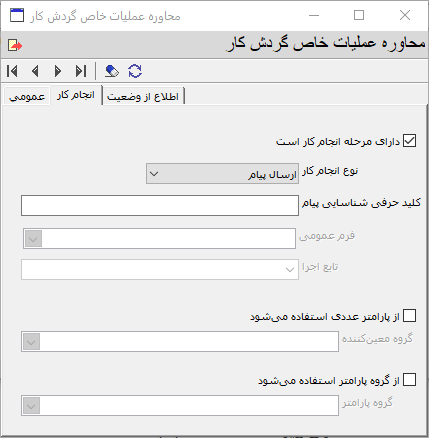 محاوره عملیات خاص گردش کار
محاوره عملیات خاص گردش کار
عمومی
انجام کار
اطلاع از وضعیت
دارای مرحله انجام کار است
نوع انجام کار
ارسال پیام
کلید حرفی شناسایی پیام
فرم عمومی
تابع اجرا
از پارامتر عددی استفاده می‌شود
گروه معین‌کننده
از گروه پارامتر استفاده می‌شود
گروه پارامتر